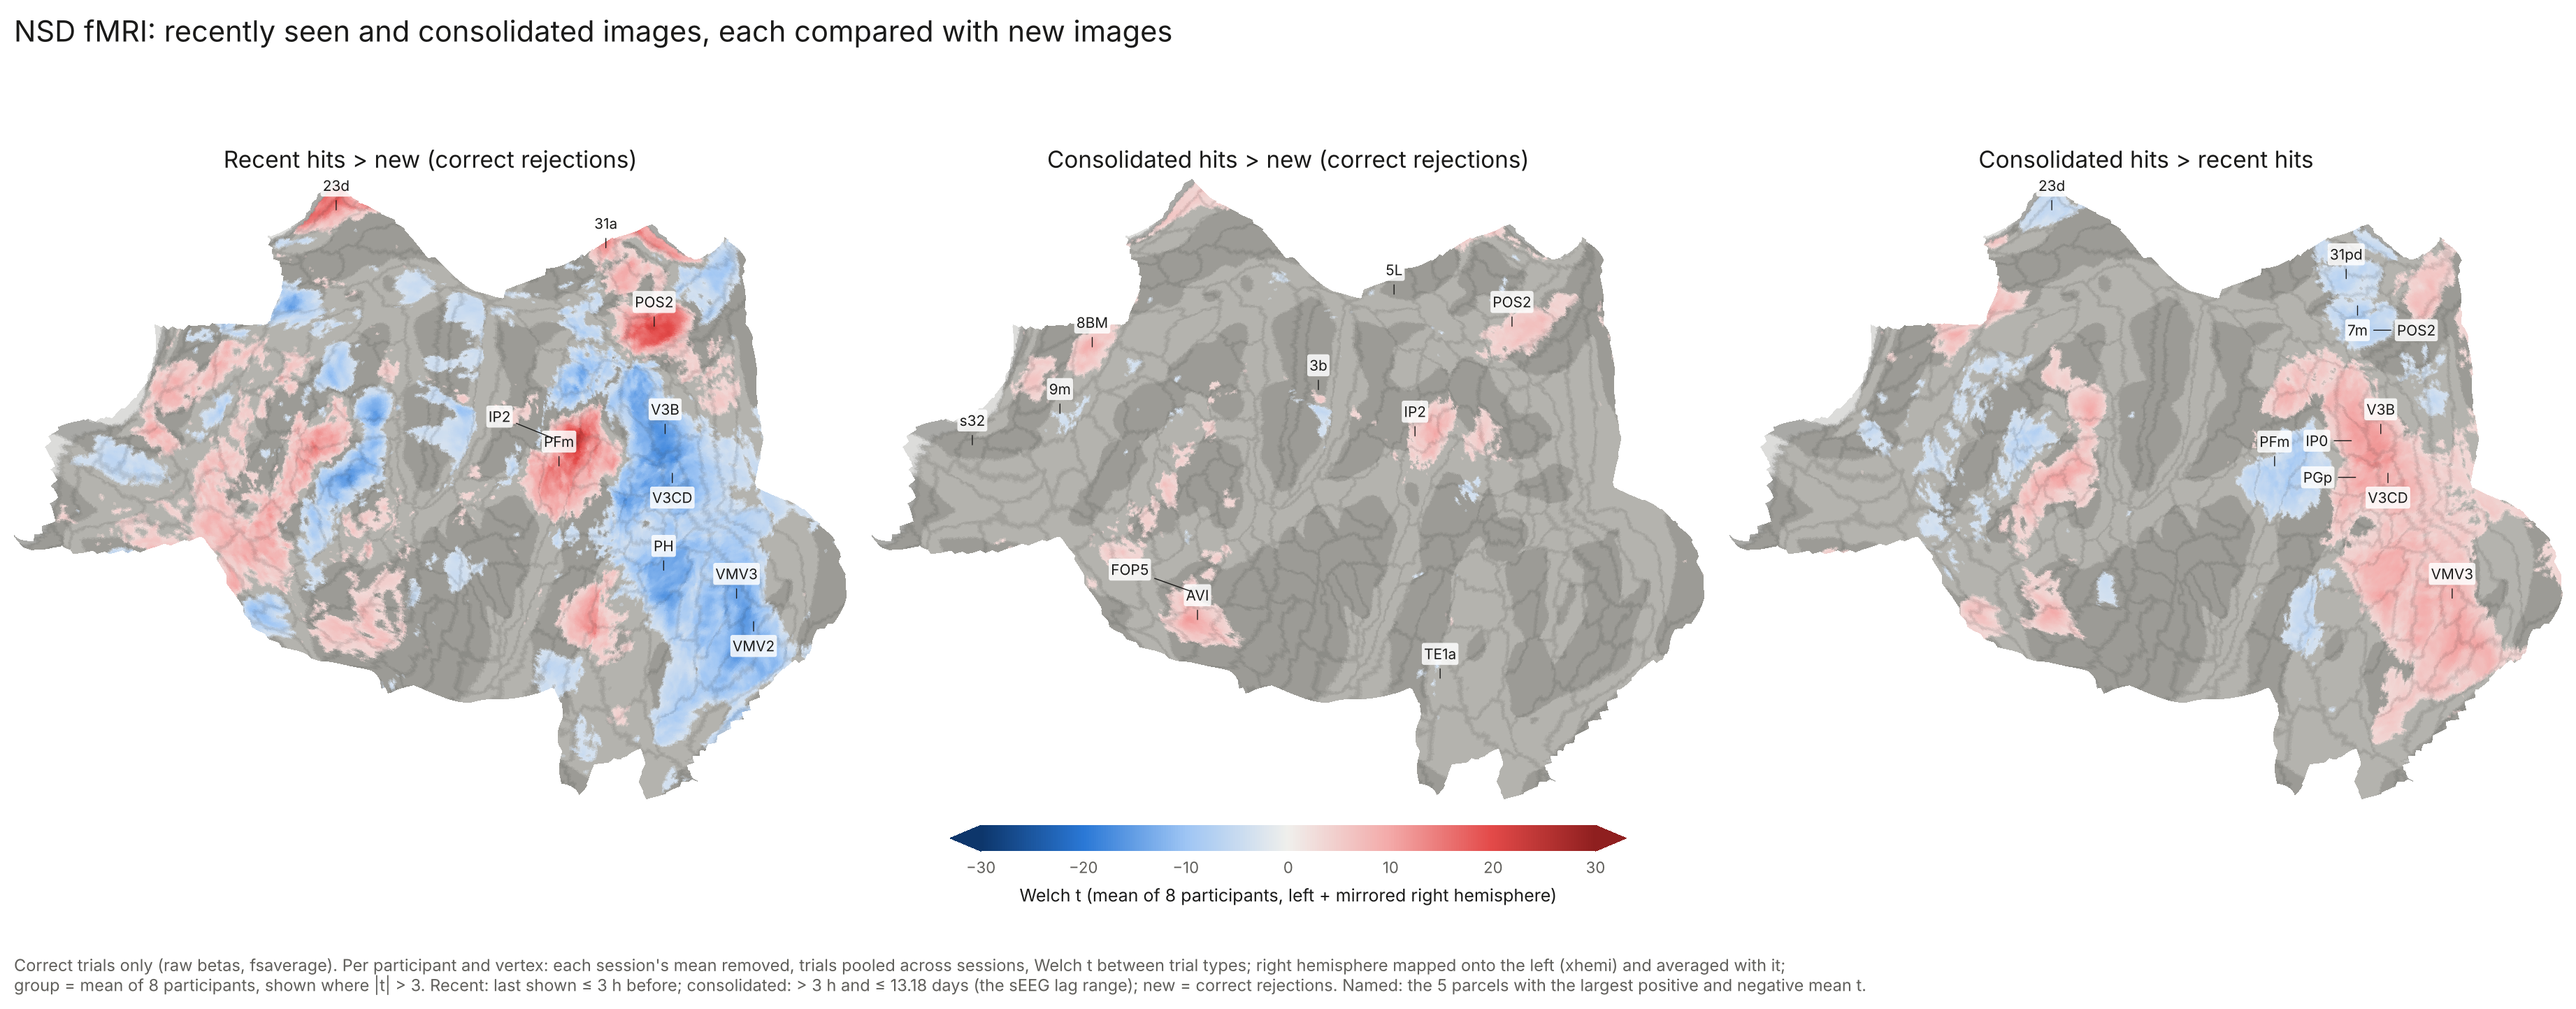 NSD fMRI: recently seen and consolidated images, each compared with new images
Recent hits > new (correct rejections)
23d
31a
POS2
IP2
PFm
V3B
V3CD
PH
VMV3
VMV2
Consolidated hits > new (correct rejections)
5L
POS2
8BM
3b
9m
IP2
s32
FOP5
AVI
TE1a
Consolidated hits > recent hits
23d
31pd
7m
POS2
V3B
PFm
IP0
PGp
V3CD
VMV3
−30 −20 −10 0 10 20 30
Welch t (mean of 8 participants, left + mirrored right hemisphere)
Correct trials only (raw betas, fsaverage). Per participant and vertex: each session's mean removed, trials pooled across sessions, Welch t between trial types; right hemisphere mapped onto the left (xhemi) and averaged with it;
group = mean of 8 participants, shown where |t| > 3. Recent: last shown ≤ 3 h before; consolidated: > 3 h and ≤ 13.18 days (the sEEG lag range); new = correct rejections. Named: the 5 parcels with the largest positive and negative mean t.